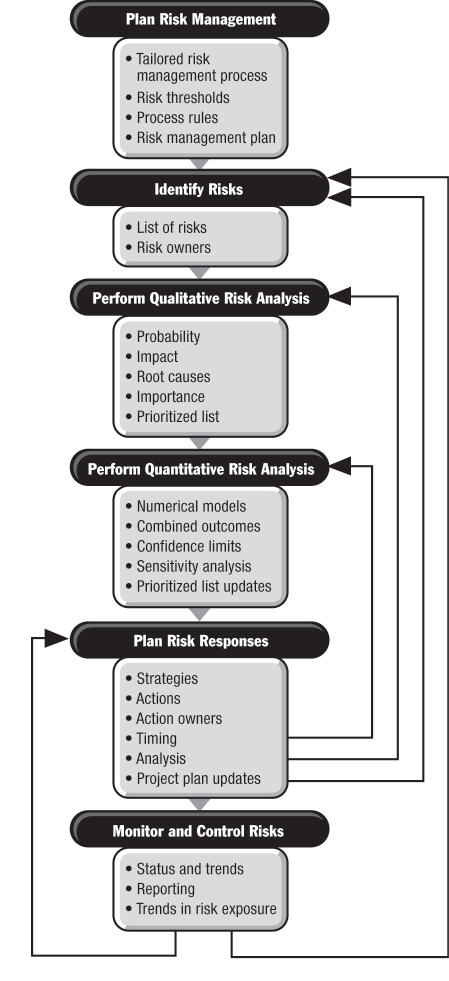 Plan Risk Management
• Tailored risk
management process
• Risk thresholds
• Process rules
• Risk management plan
Identify Risks
• List of risks
• Risk owners
Perform Qualitative Risk Analysis
• Probability
• Impact
• Root causes
• Importance
• Prioritized list
Perform Quantitative Risk Analysis
• Numerical models
• Combined outcomes
• Confidence limits
• Sensitivity analysis
• Prioritized list updates
Plan Risk Responses
• Strategies
• Actions
• Action owners
• Timing
• Analysis
• Project plan updates
Monitor and Control Risks
• Status and trends
• Reporting
• Trends in risk exposure